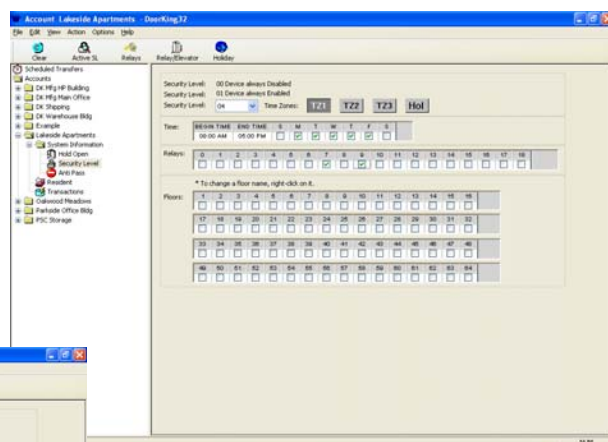 Account Lakeside Apartments - DoorKing32
File Edit View Action Options Help
Clear Active SL Relays Relay/Elevator Holiday
Scheduled Transfers
Accounts
DK Mfg HP Building
DK Mfg Main Office
DK Shipping
DK Warehouse Bldg
Example
Lakeside Apartments
System Information
Hold Open
Security Level
Anti Pass
Resident
Transactions
Oakwood Meadows
Parkside Office Bldg
PSC Storage
Security Level: 00 Device always Disabled
Security Level: 01 Device always Enabled
Security Level: 04 Time Zones: TZ1 TZ2 TZ3 Hol
Time: BEGIN TIME END TIME S M T W T F S
08:00 AM 05:00 PM
Relays: 0 1 2 3 4 5 6 7 8 9 10 11 12 13 14 15 16 17 18
* To change a floor name, right-click on it.
Floors: 1 2 3 4 5 6 7 8 9 10 11 12 13 14 15 16
17 18 19 20 21 22 23 24 25 26 27 28 29 30 31 32
33 34 35 36 37 38 39 40 41 42 43 44 45 46 47 48
49 50 51 52 53 54 55 56 57 58 59 60 61 62 63 64